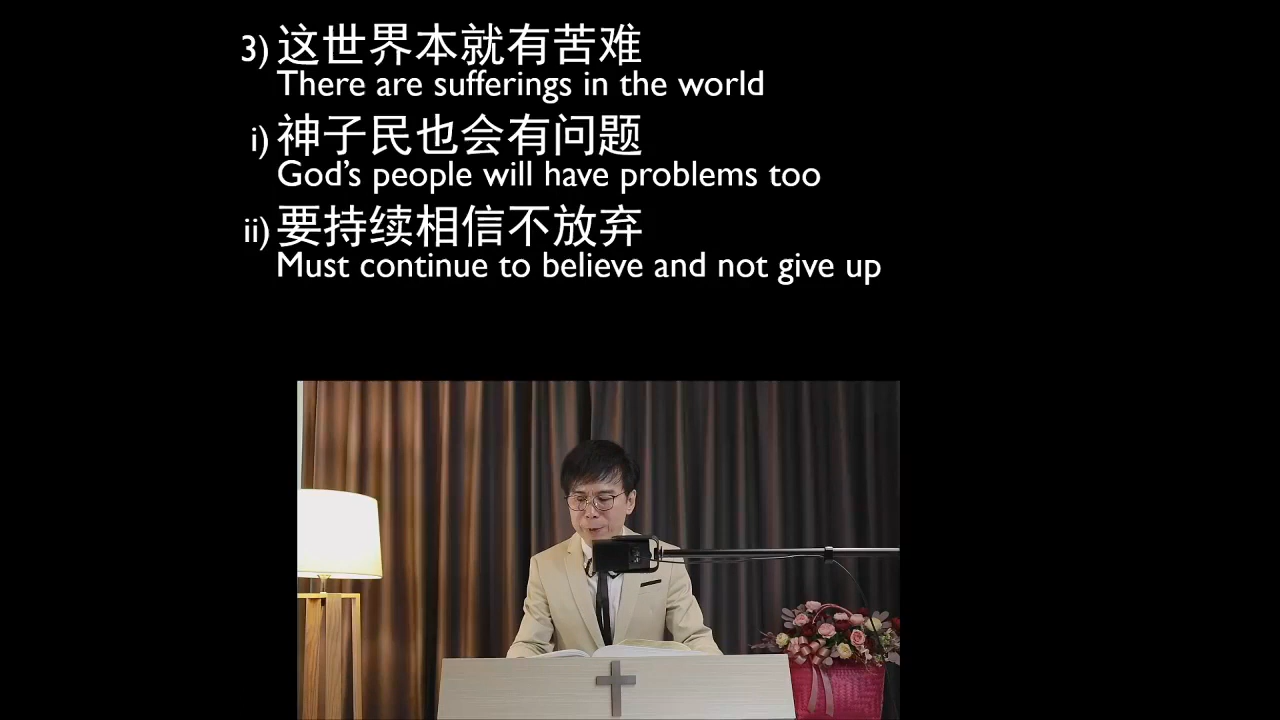 3) 这世界本就有苦难
There are sufferings in the world
i) 神子民也会有问题
God's people will have problems too
ii) 要持续相信不放弃
Must continue to believe and not give up